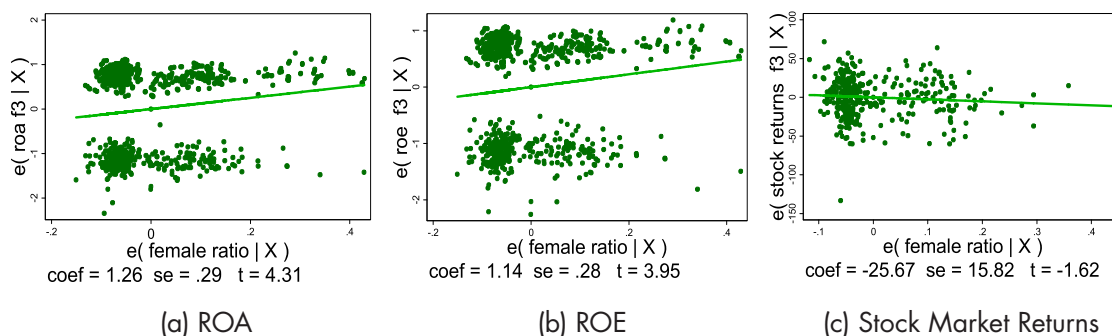 e( roa f3 | X )
2
1
0
-1
-2
-.2
0
.2
.4
e( female ratio | X )
coef = 1.26 se = .29 t = 4.31
(a) ROA
e( roe f3 | X )
1
0
-1
-2
-.2
0
.2
.4
e( female ratio | X )
coef = 1.14 se = .28 t = 3.95
(b) ROE
e( stock returns f3 | X )
100
50
0
-50
-100
-150
-.1
0
.1
.2
.3
.4
e( female ratio | X )
coef = -25.67 se = 15.82 t = -1.62
(c) Stock Market Returns